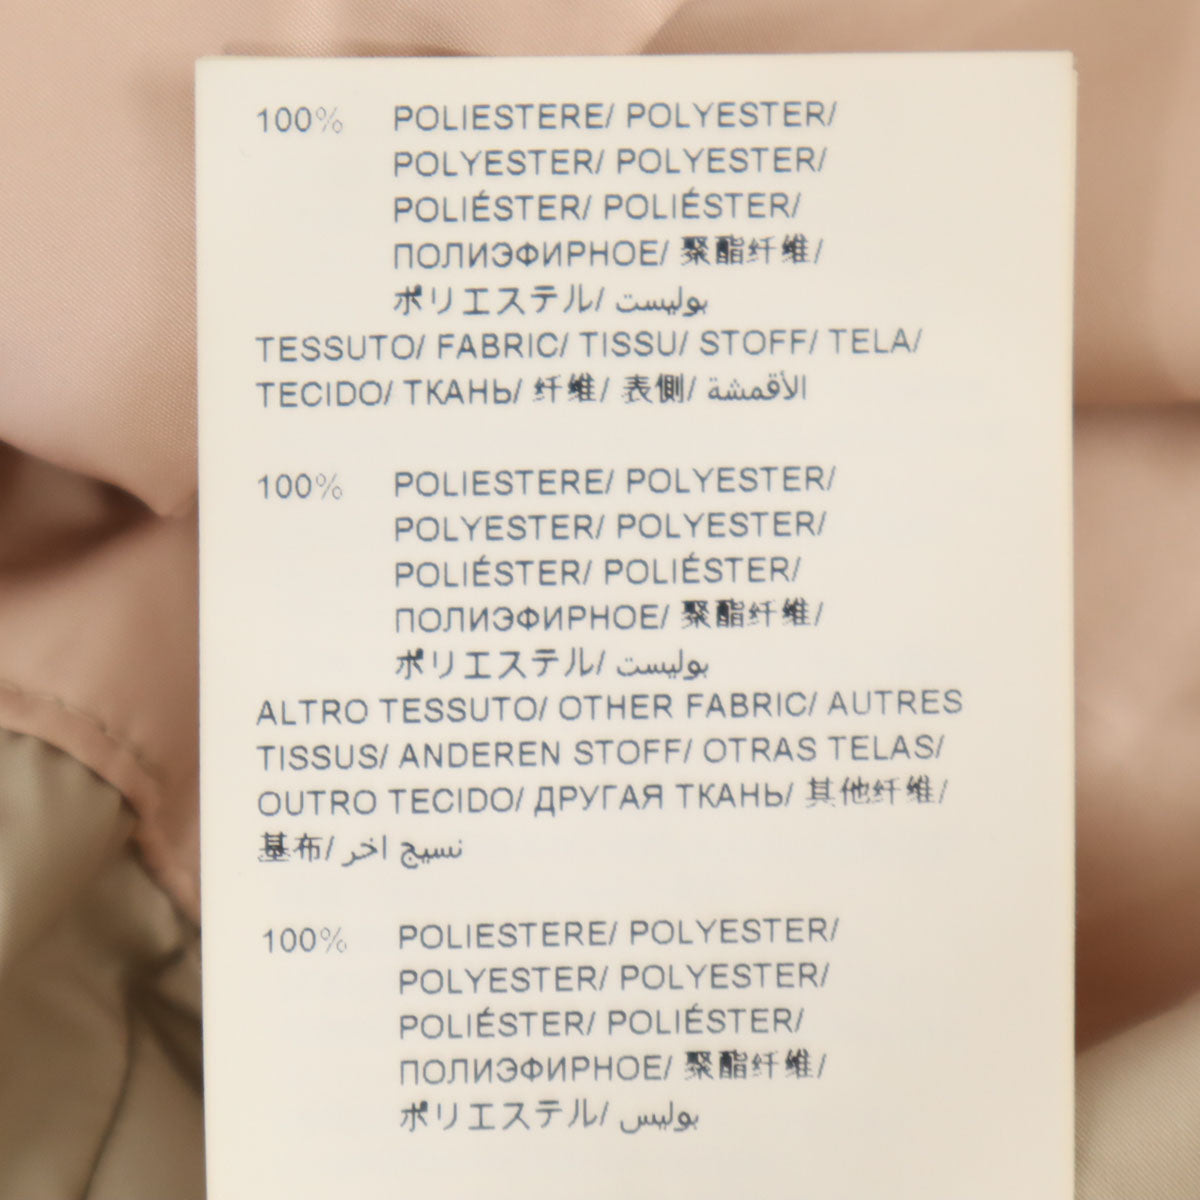 100% POLIESTERE/ POLYESTER/
POLYESTER/ POLYESTER/
POLIÉSTER/ POLIÉSTER/
ПОЛИЭФИРНОЕ/ 聚酯纤维/
ポリエステル/ بوليست
TESSUTO/ FABRIC/ TISSU/ STOFF/ TELA/
TECIDO/ ТКАНЬ/ 纤维/ 表側/ الأقمشة
100% POLIESTERE/ POLYESTER/
POLYESTER/ POLYESTER/
POLIÉSTER/ POLIÉSTER/
ПОЛИЭФИРНОЕ/ 聚酯纤维/
ポリエステル/ بوليست
ALTRO TESSUTO/ OTHER FABRIC/ AUTRES
TISSUS/ ANDEREN STOFF/ OTRAS TELAS/
OUTRO TECIDO/ ДРУГАЯ ТКАНЬ/ 其他纤维/
基布/ نسيج اخر
100% POLIESTERE/ POLYESTER/
POLYESTER/ POLYESTER/
POLIÉSTER/ POLIÉSTER/
ПОЛИЭФИРНОЕ/ 聚酯纤维/
ポリエステル/ بوليس